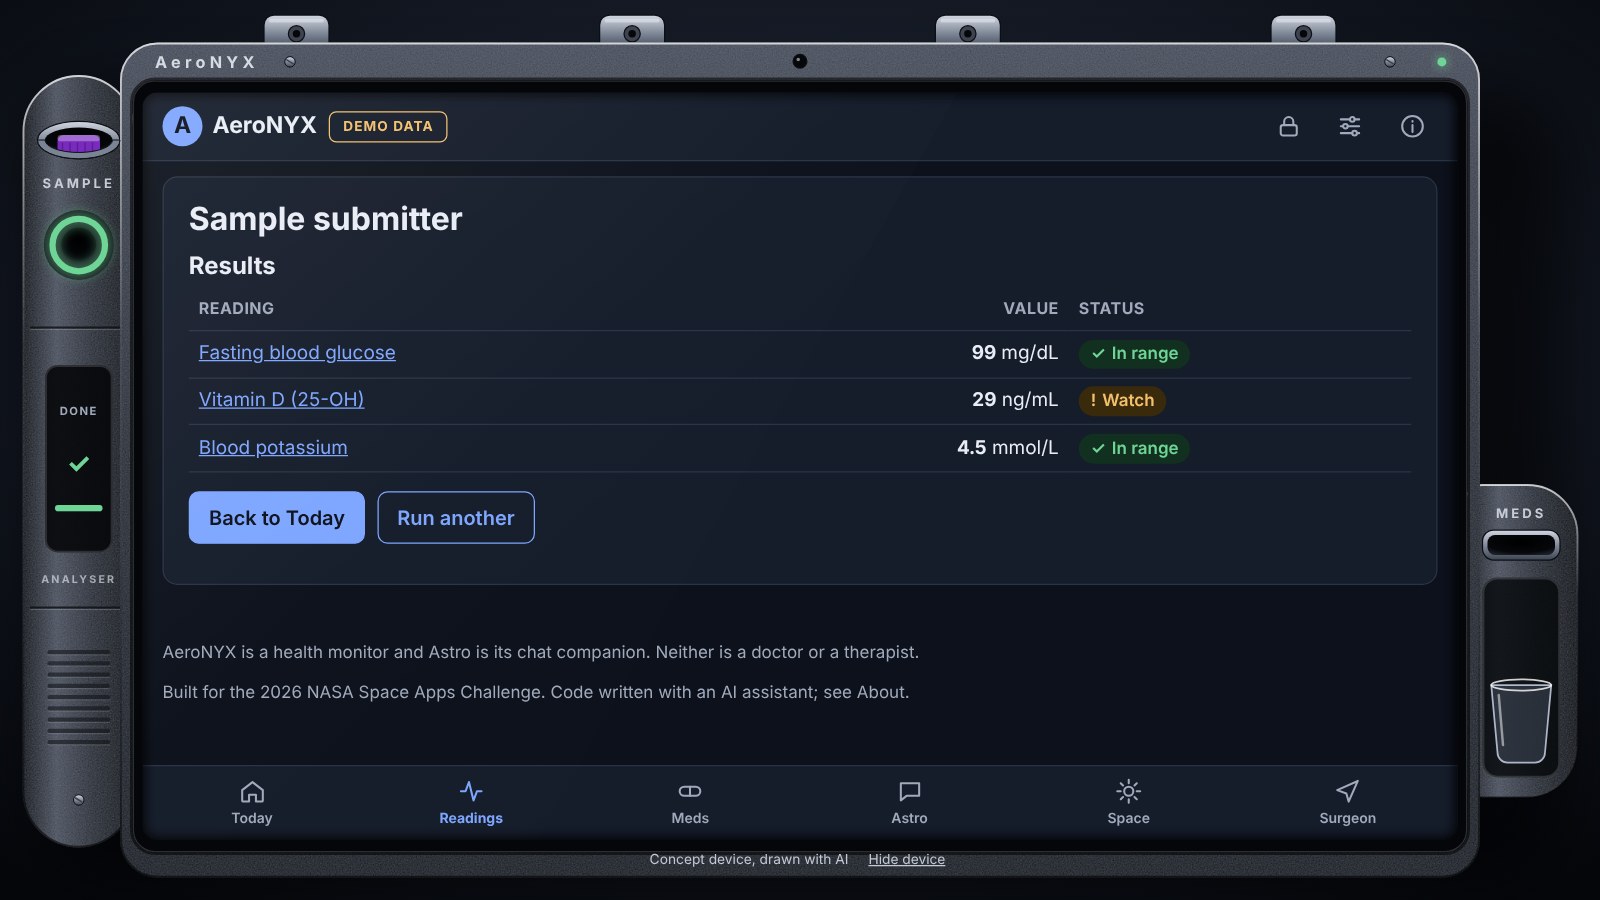 AeroNYX
A AeroNYX DEMO DATA
SAMPLE
DONE
ANALYSER
Sample submitter
Results
READING VALUE STATUS
Fasting blood glucose 99 mg/dL In range
Vitamin D (25-OH) 29 ng/mL ! Watch
Blood potassium 4.5 mmol/L In range
Back to Today Run another
MEDS
AeroNYX is a health monitor and Astro is its chat companion. Neither is a doctor or a therapist.
Built for the 2026 NASA Space Apps Challenge. Code written with an AI assistant; see About.
Today Readings Meds Astro Space Surgeon
Concept device, drawn with AI Hide device